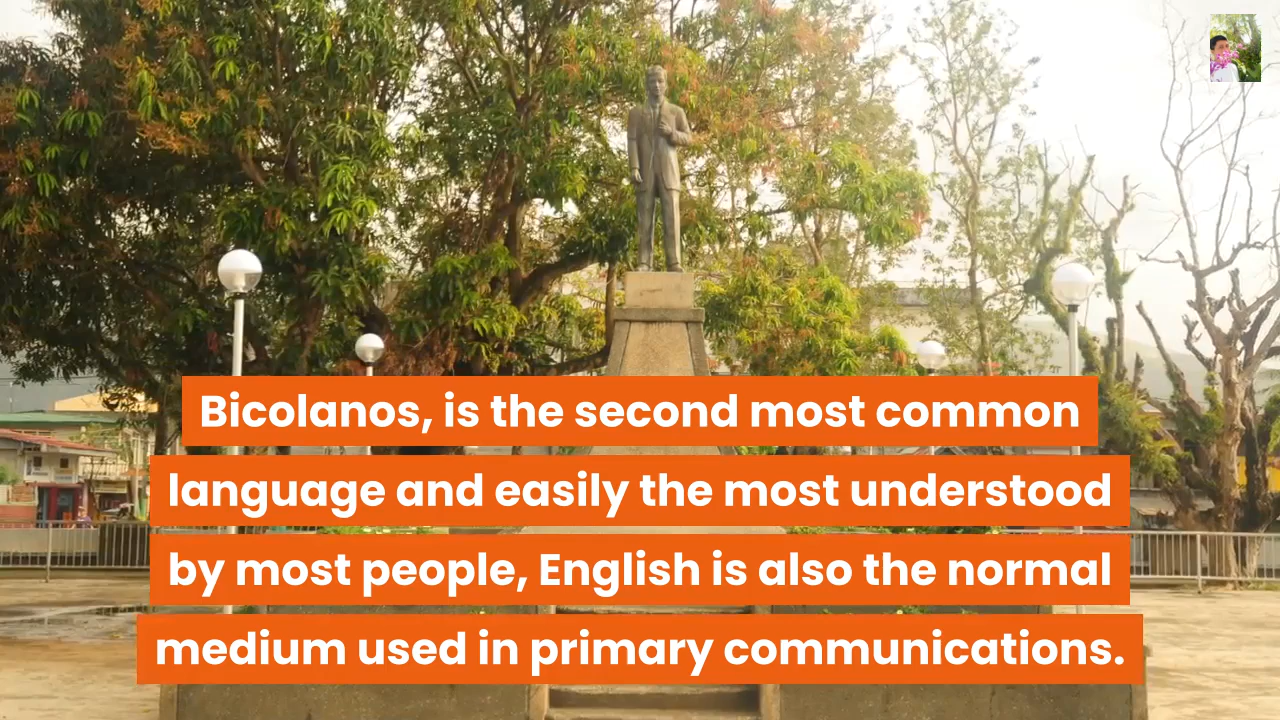 Bicolanos, is the second most common
language and easily the most understood
by most people, English is also the normal
medium used in primary communications.